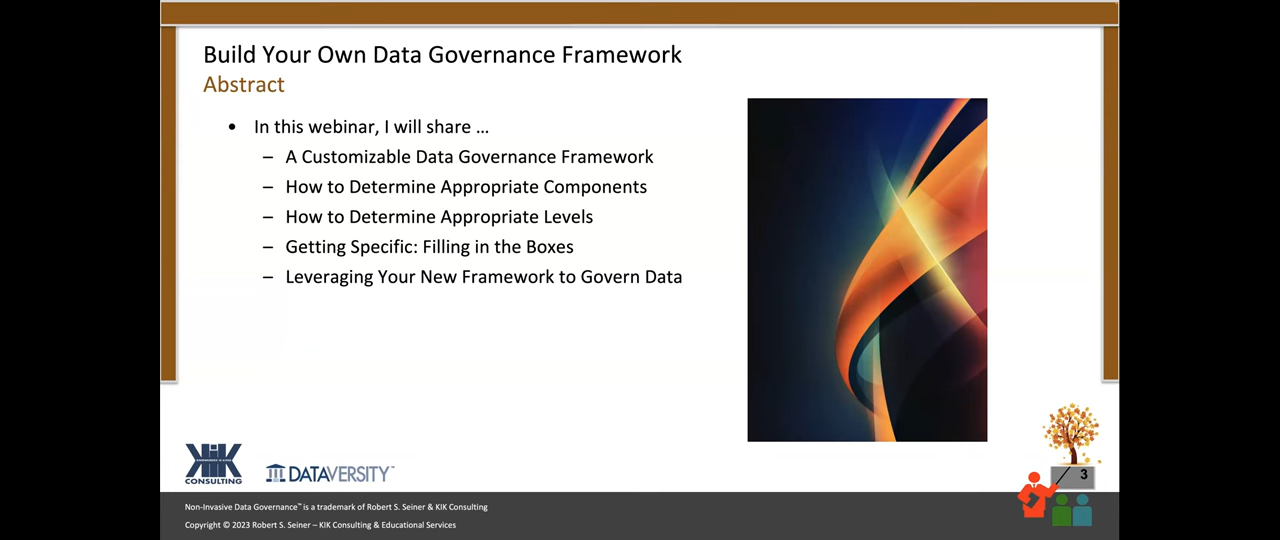 Build Your Own Data Governance Framework
Abstract
• In this webinar, I will share …
– A Customizable Data Governance Framework
– How to Determine Appropriate Components
– How to Determine Appropriate Levels
– Getting Specific: Filling in the Boxes
– Leveraging Your New Framework to Govern Data
KIK
CONSULTING
DATAVERSITY™
3
Non-Invasive Data Governance™ is a trademark of Robert S. Seiner & KIK Consulting
Copyright © 2023 Robert S. Seiner – KIK Consulting & Educational Services